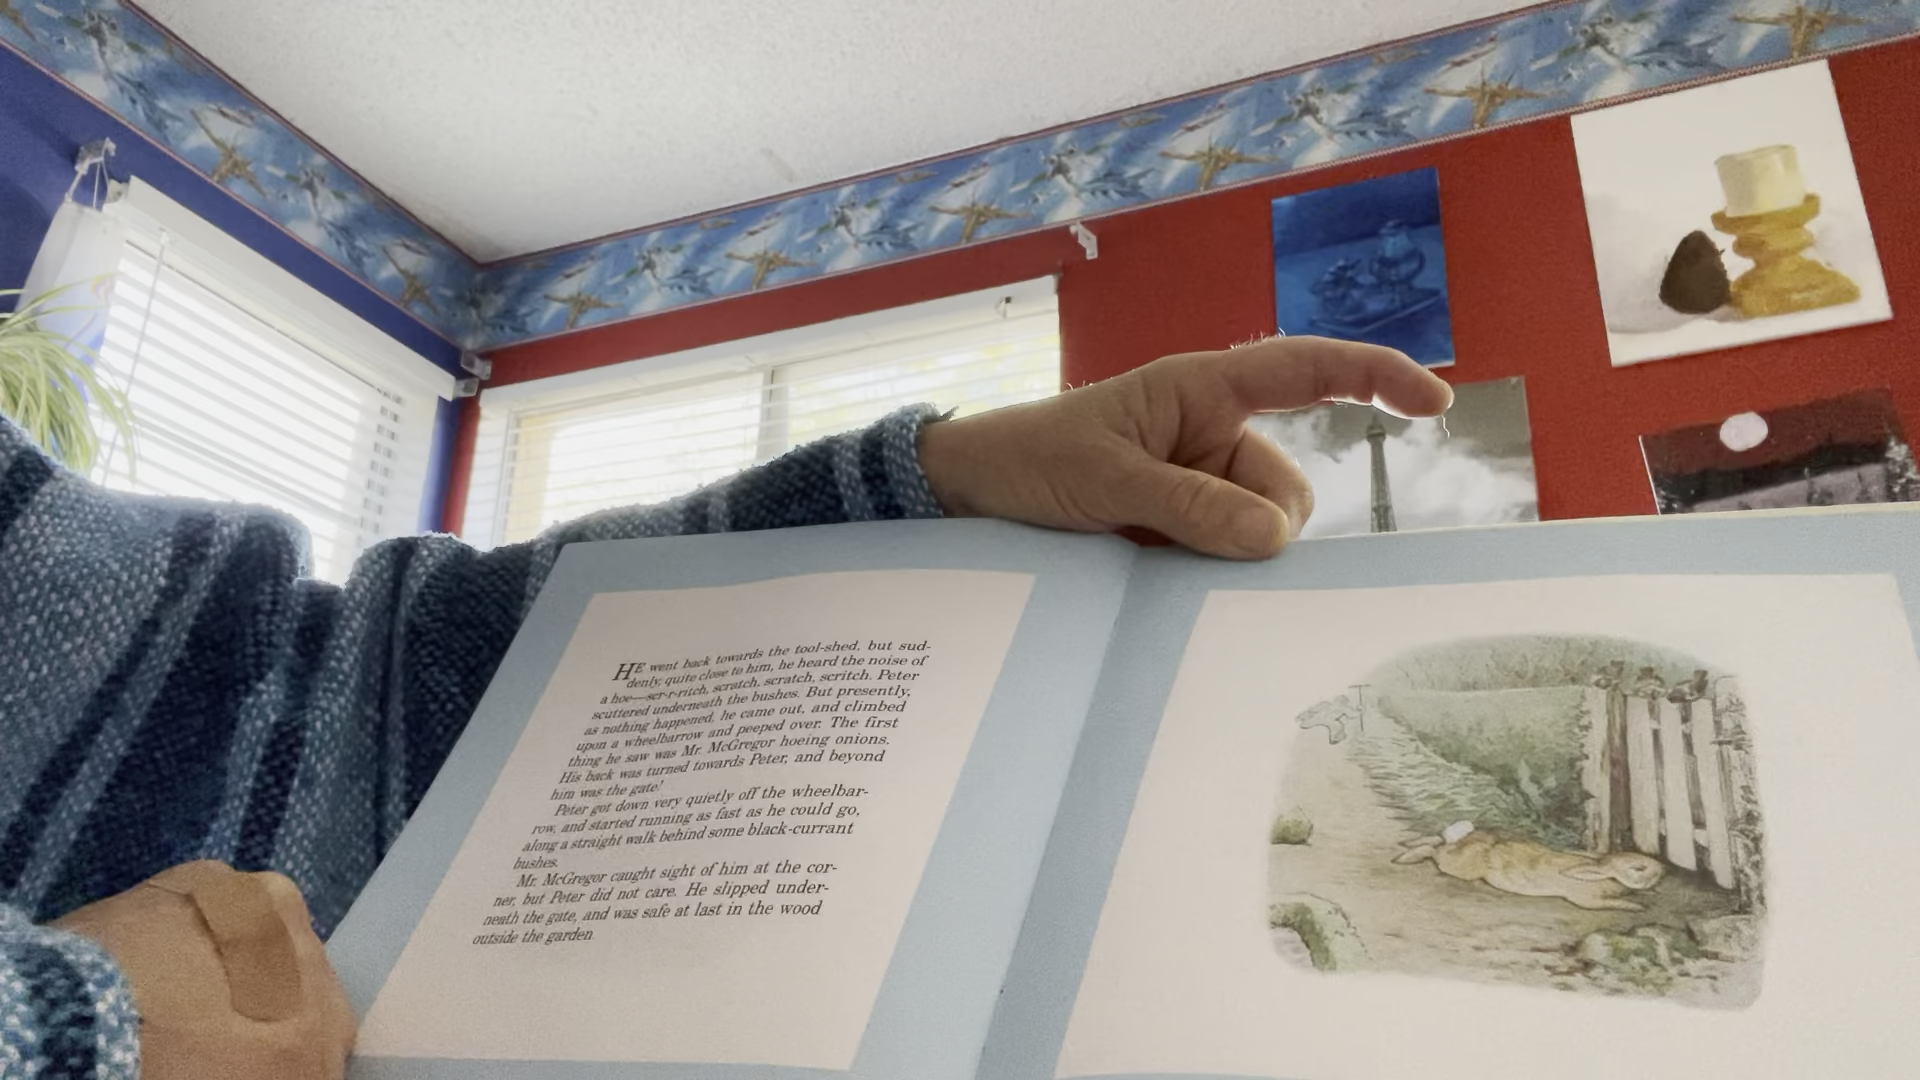 HE went back towards the tool-shed, but sud-
denly, quite close to him, he heard the noise of
a hoe—scr-r-ritch, scratch, scratch, scritch. Peter
scuttered underneath the bushes. But presently,
as nothing happened, he came out, and climbed
upon a wheelbarrow and peeped over. The first
thing he saw was Mr. McGregor hoeing onions.
His back was turned towards Peter, and beyond
him was the gate!
Peter got down very quietly off the wheelbar-
row, and started running as fast as he could go,
along a straight walk behind some black-currant
bushes.
Mr. McGregor caught sight of him at the cor-
ner, but Peter did not care. He slipped under-
neath the gate, and was safe at last in the wood
outside the garden.